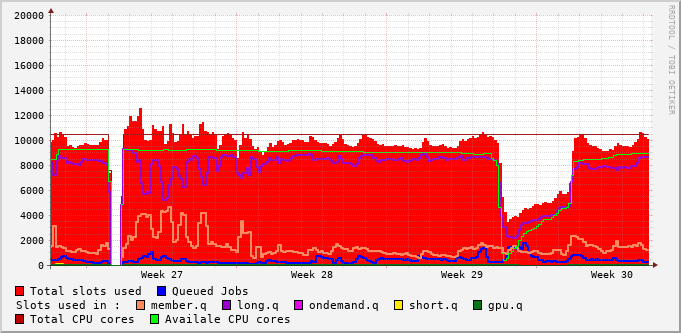 RRDTOOL / TOBI OETIKER
20000
18000
16000
14000
12000
10000
8000
6000
4000
2000
0
Week 27 Week 28 Week 29 Week 30
Total slots used Queued Jobs
Slots used in : member.q long.q ondemand.q short.q gpu.q
Total CPU cores Availale CPU cores